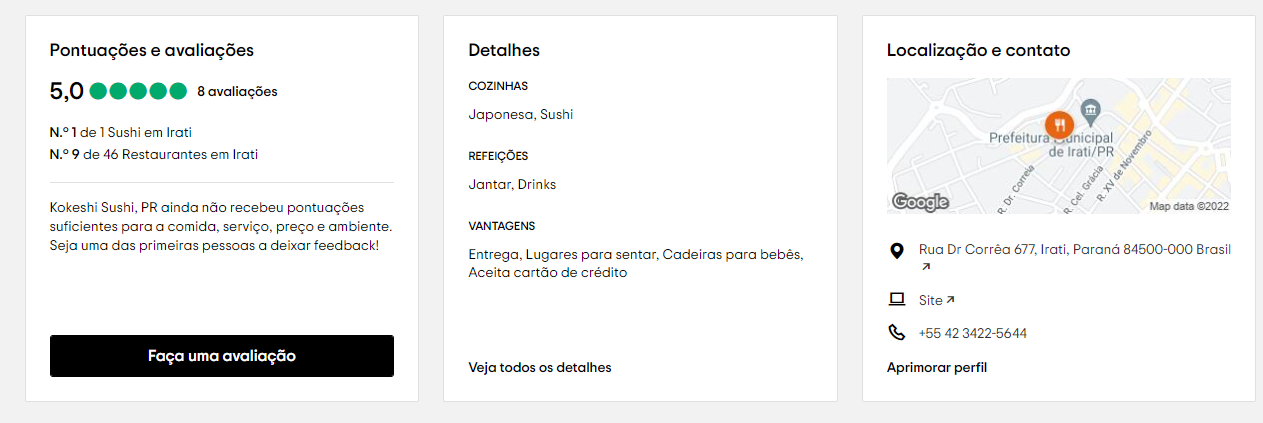 Pontuações e avaliações
5,0 8 avaliações
N.º 1 de 1 Sushi em Irati
N.º 9 de 46 Restaurantes em Irati
Kokeshi Sushi, PR ainda não recebeu pontuações
suficientes para a comida, serviço, preço e ambiente.
Seja uma das primeiras pessoas a deixar feedback!
Faça uma avaliação
Detalhes
COZINHAS
Japonesa, Sushi
REFEIÇÕES
Jantar, Drinks
VANTAGENS
Entrega, Lugares para sentar, Cadeiras para bebês,
Aceita cartão de crédito
Veja todos os detalhes
Localização e contato
Prefeitura Municipal
de Irati/PR
R. Dr. Correia
R. Cel. Grácia
R. XV de Novembro
Google
Map data ©2022
Rua Dr Corrêa 677, Irati, Paraná 84500-000 Brasil
Site
+55 42 3422-5644
Aprimorar perfil